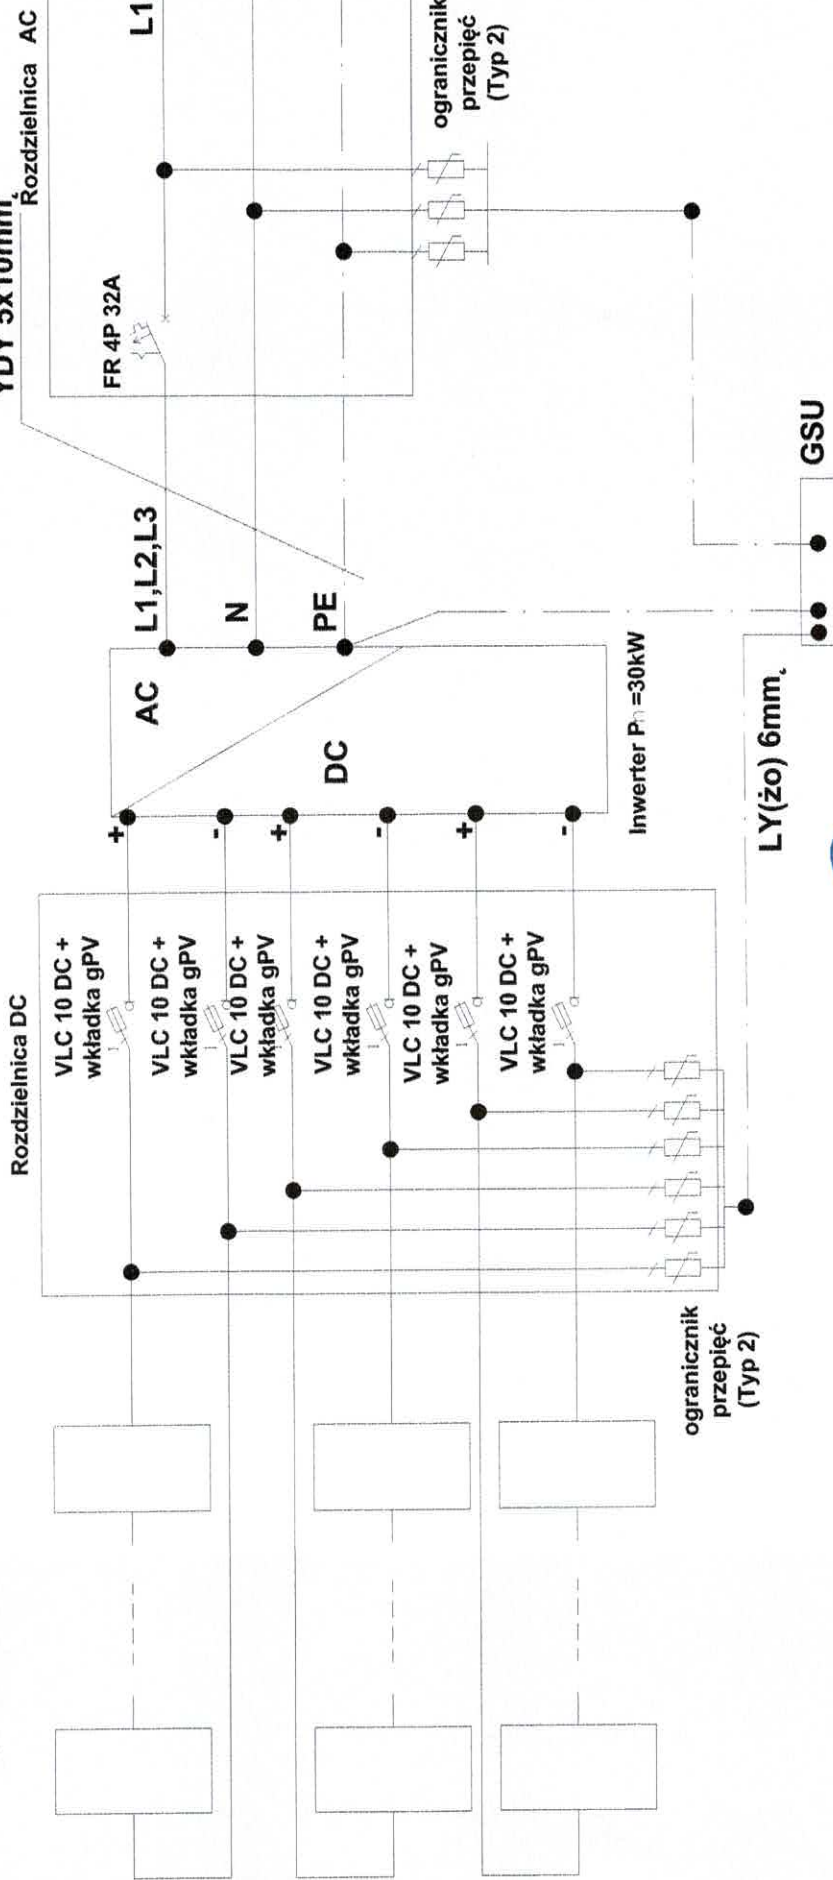 Rozdzielnica DC
VLC 10 DC +
wkładka gPV
VLC 10 DC +
wkładka gPV
VLC 10 DC +
wkładka gPV
VLC 10 DC +
wkładka gPV
VLC 10 DC +
wkładka gPV
VLC 10 DC +
wkładka gPV
ogranicznik
przepięć
(Typ 2)
+
-
+
-
+
-
AC
DC
Inwerter Pn =30kW
L1,L2,L3
N
PE
LY(żo) 6mm
GSU
YDY 5x10mm
Rozdzielnica AC
FR 4P 32A
L1
ogranicznik
przepięć
(Typ 2)